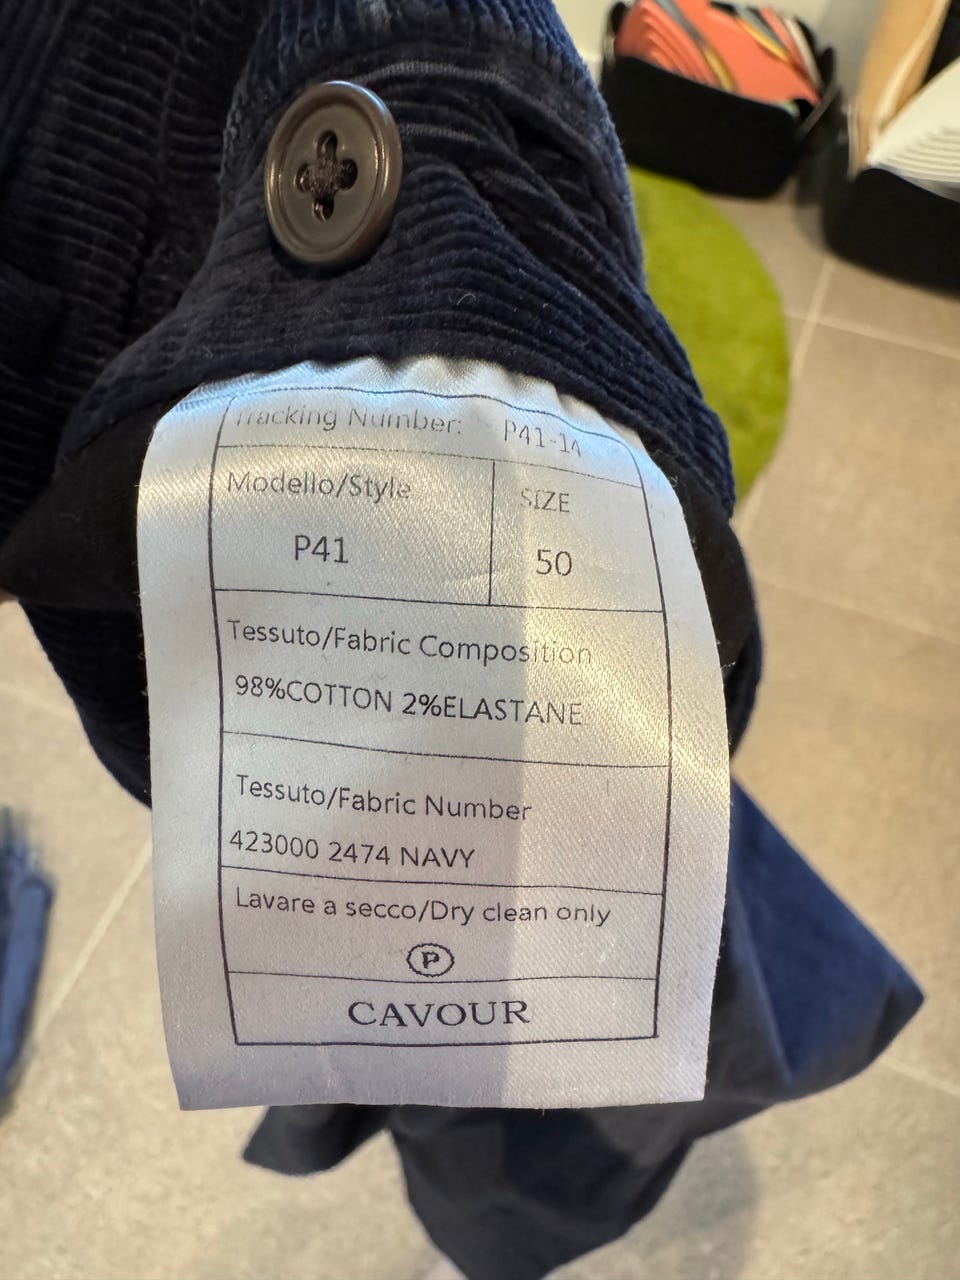 Tracking Number: P41-14
Modello/Style SIZE
P41 50
Tessuto/Fabric Composition
98%COTTON 2%ELASTANE
Tessuto/Fabric Number
423000 2474 NAVY
Lavare a secco/Dry clean only
P
CAVOUR